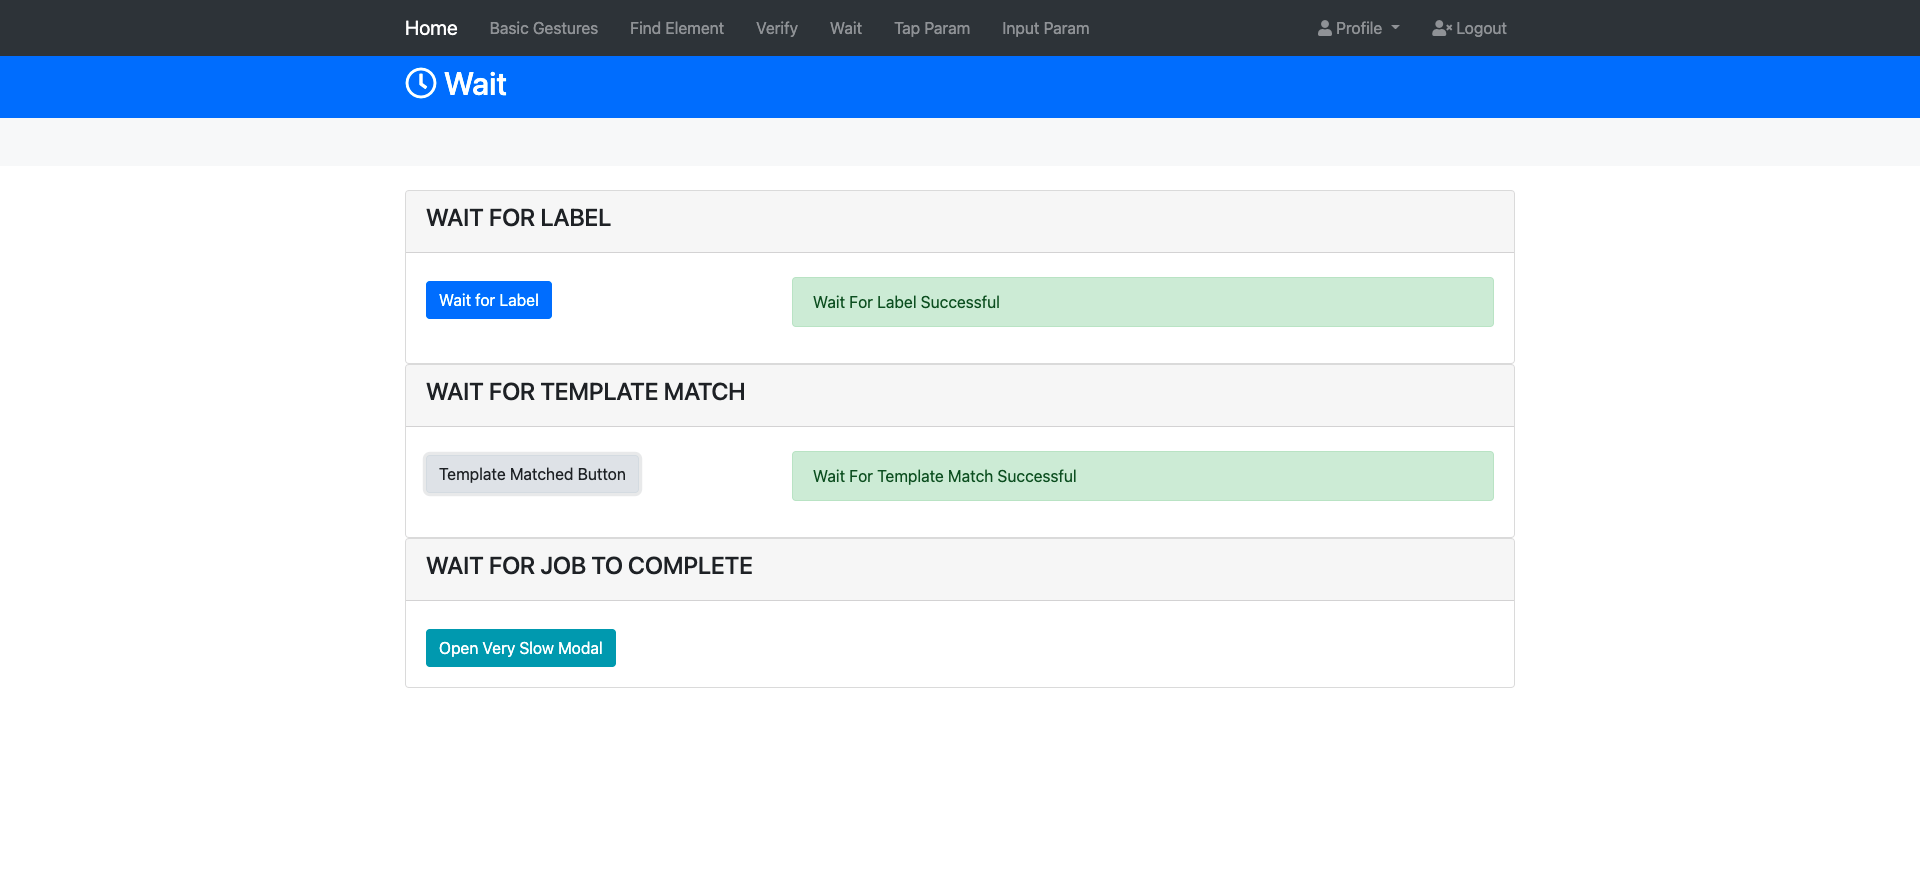 Home Basic Gestures Find Element Verify Wait Tap Param Input Param Profile Logout
Wait
WAIT FOR LABEL
Wait for Label
Wait For Label Successful
WAIT FOR TEMPLATE MATCH
Template Matched Button
Wait For Template Match Successful
WAIT FOR JOB TO COMPLETE
Open Very Slow Modal